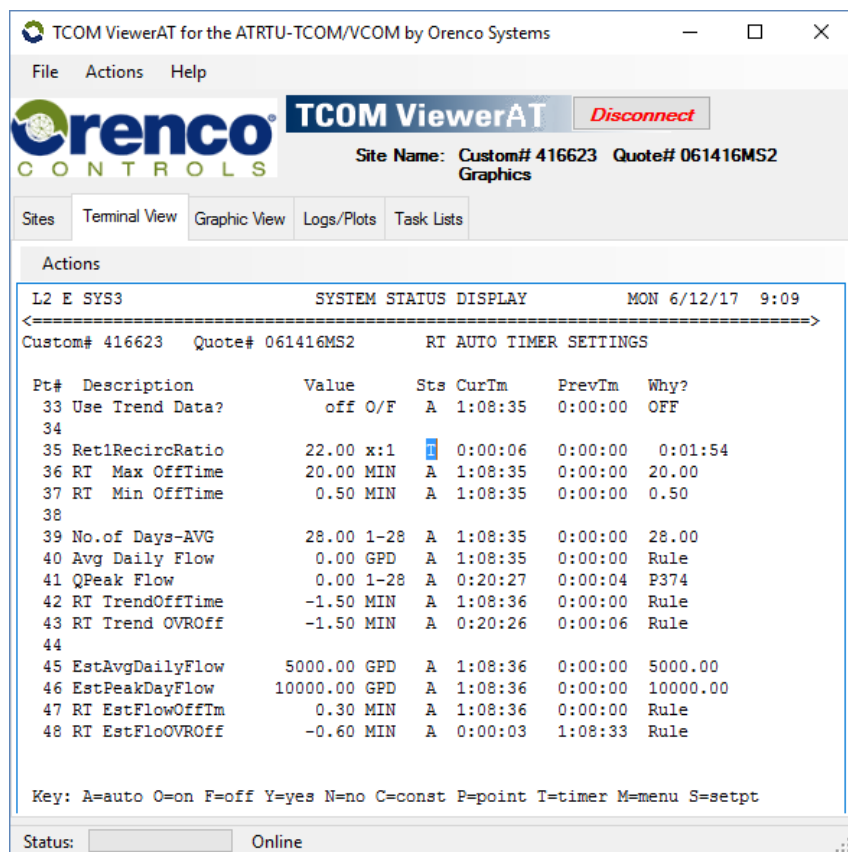 TCOM ViewerAT for the ATRTU-TCOM/VCOM by Orenco Systems
File Actions Help
Orenco® CONTROLS
TCOM ViewerAT Disconnect
Site Name: Custom# 416623 Quote# 061416MS2
Graphics
Sites Terminal View Graphic View Logs/Plots Task Lists
Actions
L2 E SYS3 SYSTEM STATUS DISPLAY MON 6/12/17 9:09
<==============================================================================>
Custom# 416623 Quote# 061416MS2 RT AUTO TIMER SETTINGS
Pt# Description Value Sts CurTm PrevTm Why?
33 Use Trend Data? off O/F A 1:08:35 0:00:00 OFF
34
35 Ret1RecircRatio 22.00 x:1 T 0:00:06 0:00:00 0:01:54
36 RT Max OffTime 20.00 MIN A 1:08:35 0:00:00 20.00
37 RT Min OffTime 0.50 MIN A 1:08:35 0:00:00 0.50
38
39 No.of Days-AVG 28.00 1-28 A 1:08:35 0:00:00 28.00
40 Avg Daily Flow 0.00 GPD A 1:08:35 0:00:00 Rule
41 QPeak Flow 0.00 1-28 A 0:20:27 0:00:04 P374
42 RT TrendOffTime -1.50 MIN A 1:08:36 0:00:00 Rule
43 RT Trend OVROff -1.50 MIN A 0:20:26 0:00:06 Rule
44
45 EstAvgDailyFlow 5000.00 GPD A 1:08:36 0:00:00 5000.00
46 EstPeakDayFlow 10000.00 GPD A 1:08:36 0:00:00 10000.00
47 RT EstFlowOffTm 0.30 MIN A 1:08:36 0:00:00 Rule
48 RT EstFloOVROff -0.60 MIN A 0:00:03 1:08:33 Rule
Key: A=auto O=on F=off Y=yes N=no C=const P=point T=timer M=menu S=setpt
Status: Online